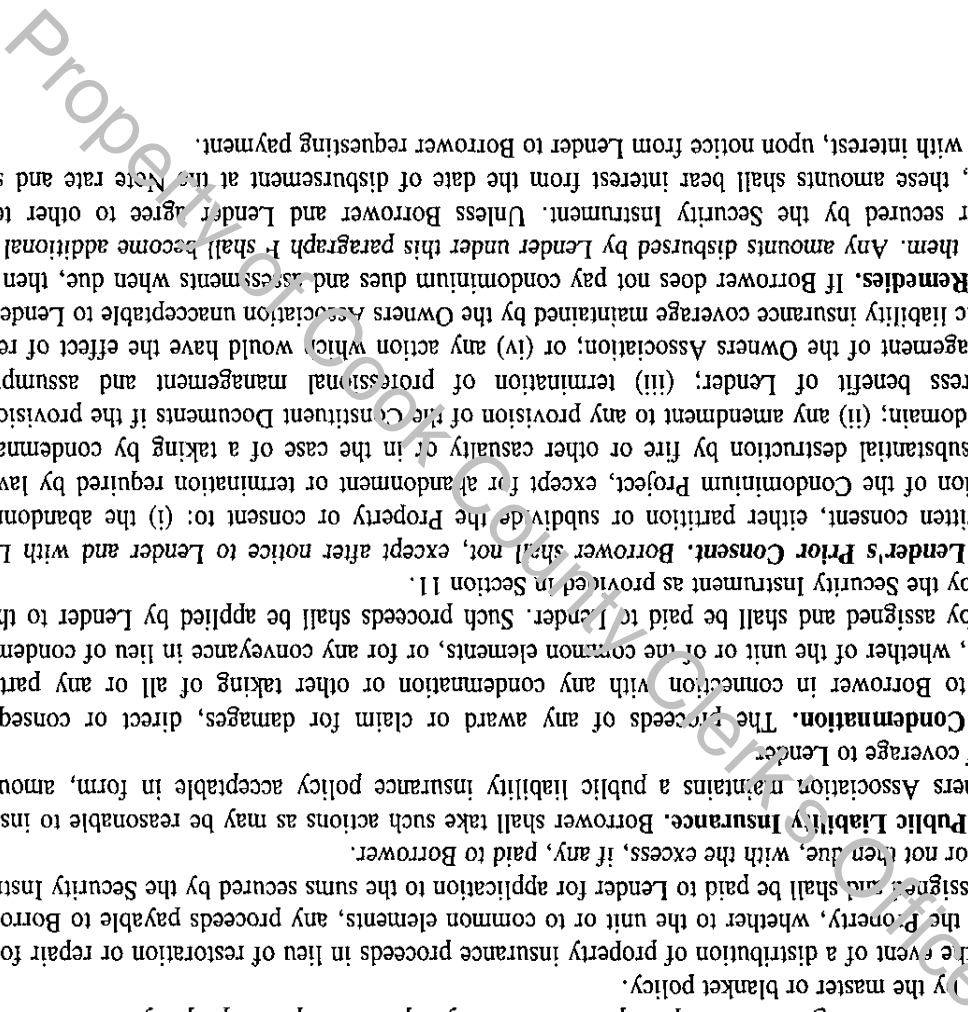 by the master or blanket policy.
the event of a distribution of property insurance proceeds in lieu of restoration or repair fo
the Property, whether to the unit or to common elements, any proceeds payable to Borro
ssigned and shall be paid to Lender for application to the sums secured by the Security Inst
or not then due, with the excess, if any, paid to Borrower.
Public Liability Insurance. Borrower shall take such actions as may be reasonable to ins
ners Association maintains a public liability insurance policy acceptable in form, amou
f coverage to Lender
Condemnation. The proceeds of any award or claim for damages, direct or conseq
to Borrower in connection with any condemnation or other taking of all or any part
, whether of the unit or of the common elements, or for any conveyance in lieu of condem
by assigned and shall be paid to Lender. Such proceeds shall be applied by Lender to th
by the Security Instrument as provided in Section 11.
Lender's Prior Consent. Borrower shall not, except after notice to Lender and with L
itten consent, either partition or subdivide the Property or consent to: (i) the abandonr
ion of the Condominium Project, except for abandonment or termination required by law
substantial destruction by fire or other casualty or in the case of a taking by condemna
domain; (ii) any amendment to any provision of the Constituent Documents if the provisio
ress benefit of Lender; (iii) termination of professional management and assump
agement of the Owners Association; or (iv) any action which would have the effect of re
c liability insurance coverage maintained by the Owners Association unacceptable to Lende
Remedies. If Borrower does not pay condominium dues and assessments when due, then
them. Any amounts disbursed by Lender under this paragraph F shall become additional
r secured by the Security Instrument. Unless Borrower and Lender agree to other te
, these amounts shall bear interest from the date of disbursement at the Note rate and s
with interest, upon notice from Lender to Borrower requesting payment.
Property of Cook County Clerk's Office